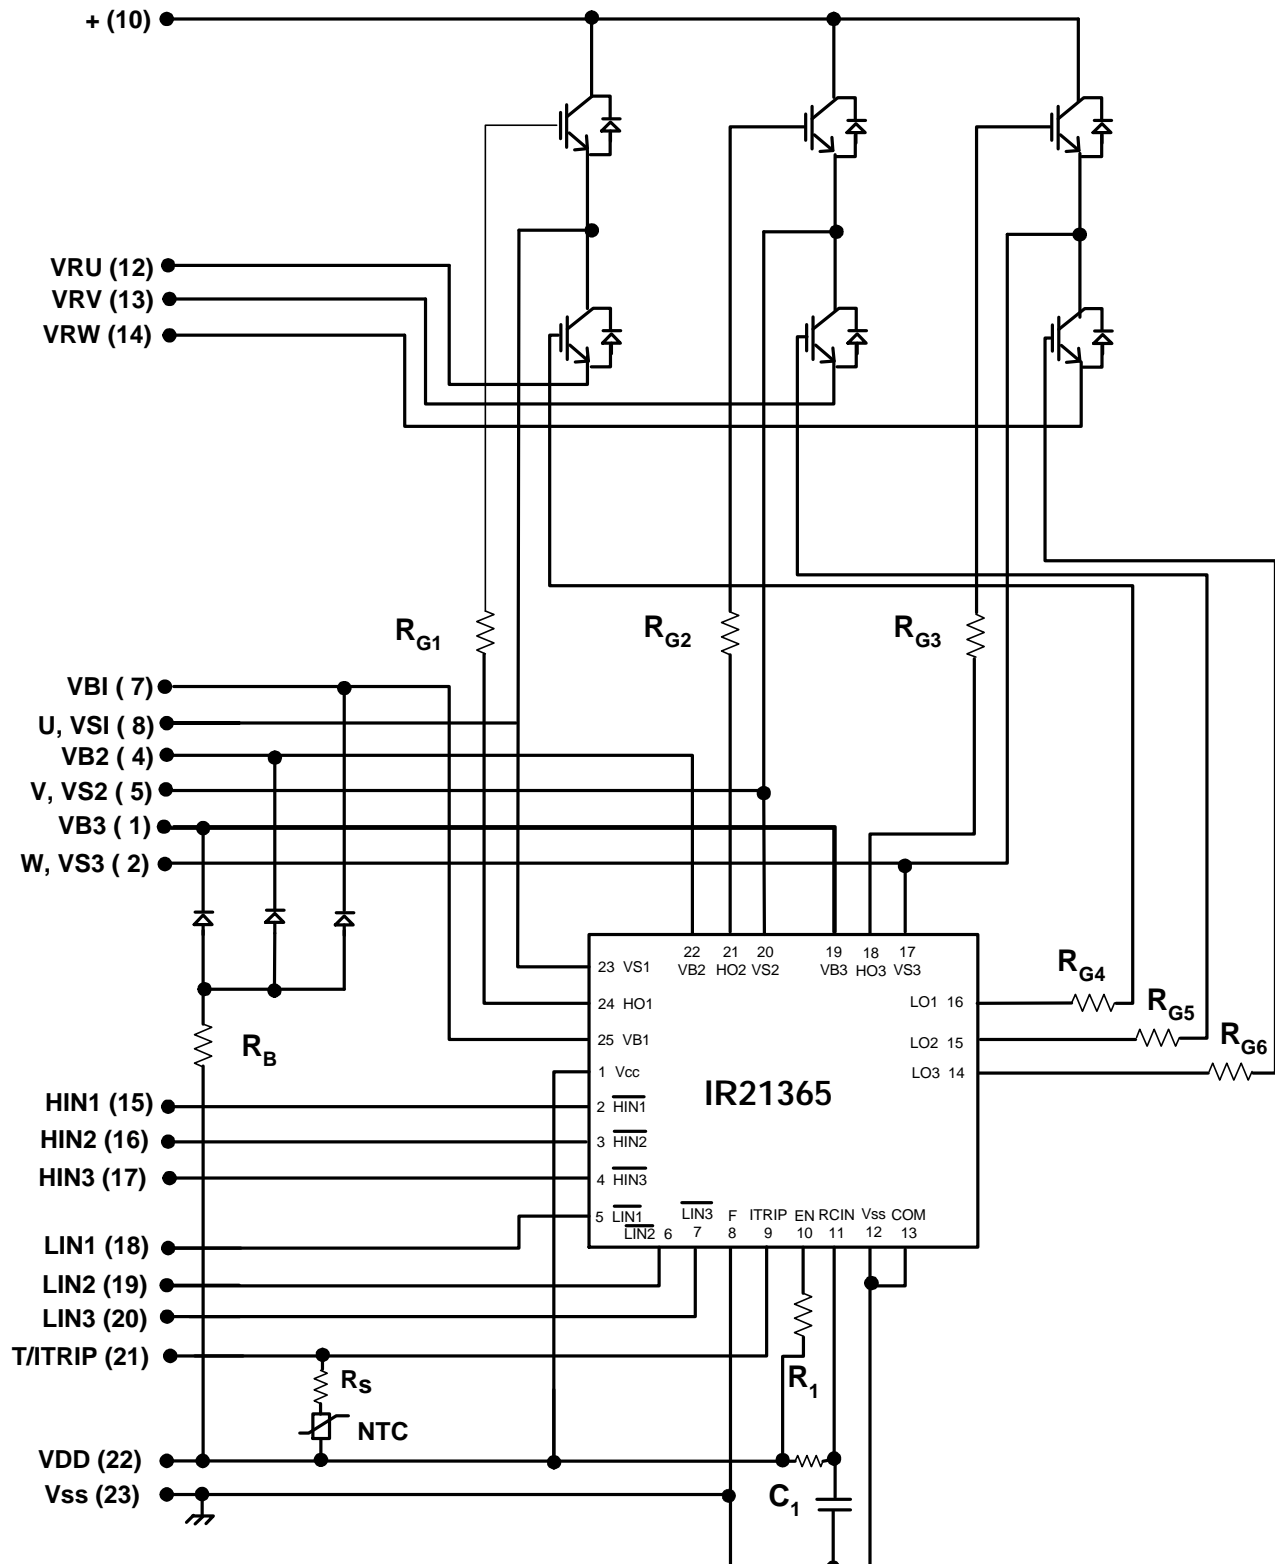 + (10)
VRU (12)
VRV (13)
VRW (14)
RG1
RG2
RG3
VBI ( 7)
U, VSI ( 8)
VB2 ( 4)
V, VS2 ( 5)
VB3 ( 1)
W, VS3 ( 2)
22 21 20 19 18 17
VB2 HO2 VS2 VB3 HO3 VS3
23 VS1
RG4
24 HO1
LO1 16
RG5
25 VB1
LO2 15
RG6
RB
1 Vcc
LO3 14
IR21365
HIN1 (15)
2 HIN1
HIN2 (16)
3 HIN2
HIN3 (17)
4 HIN3
5 LIN1
LIN3 F ITRIP EN RCIN Vss COM
LIN2 6 7 8 9 10 11 12 13
LIN1 (18)
LIN2 (19)
LIN3 (20)
T/ITRIP (21)
RS
R1
NTC
VDD (22)
Vss (23)
C1